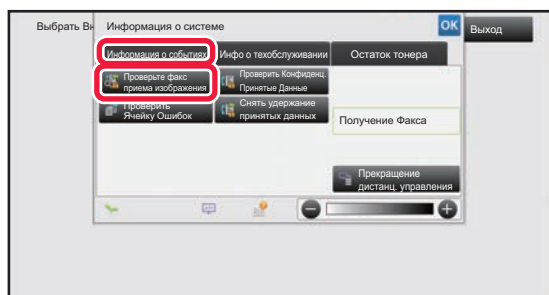 Выбрать Вн
Информация о системе
OK
Выход
Информация о событиях
Инфо о техобслуживании
Остаток тонера
Проверьте факс
приема изображения
Проверить Конфиденц.
Принятые Данные
Проверить
Ячейку Ошибок
Снять удержание
принятых данных
Получение Факса
Прекращение
дистанц. управления